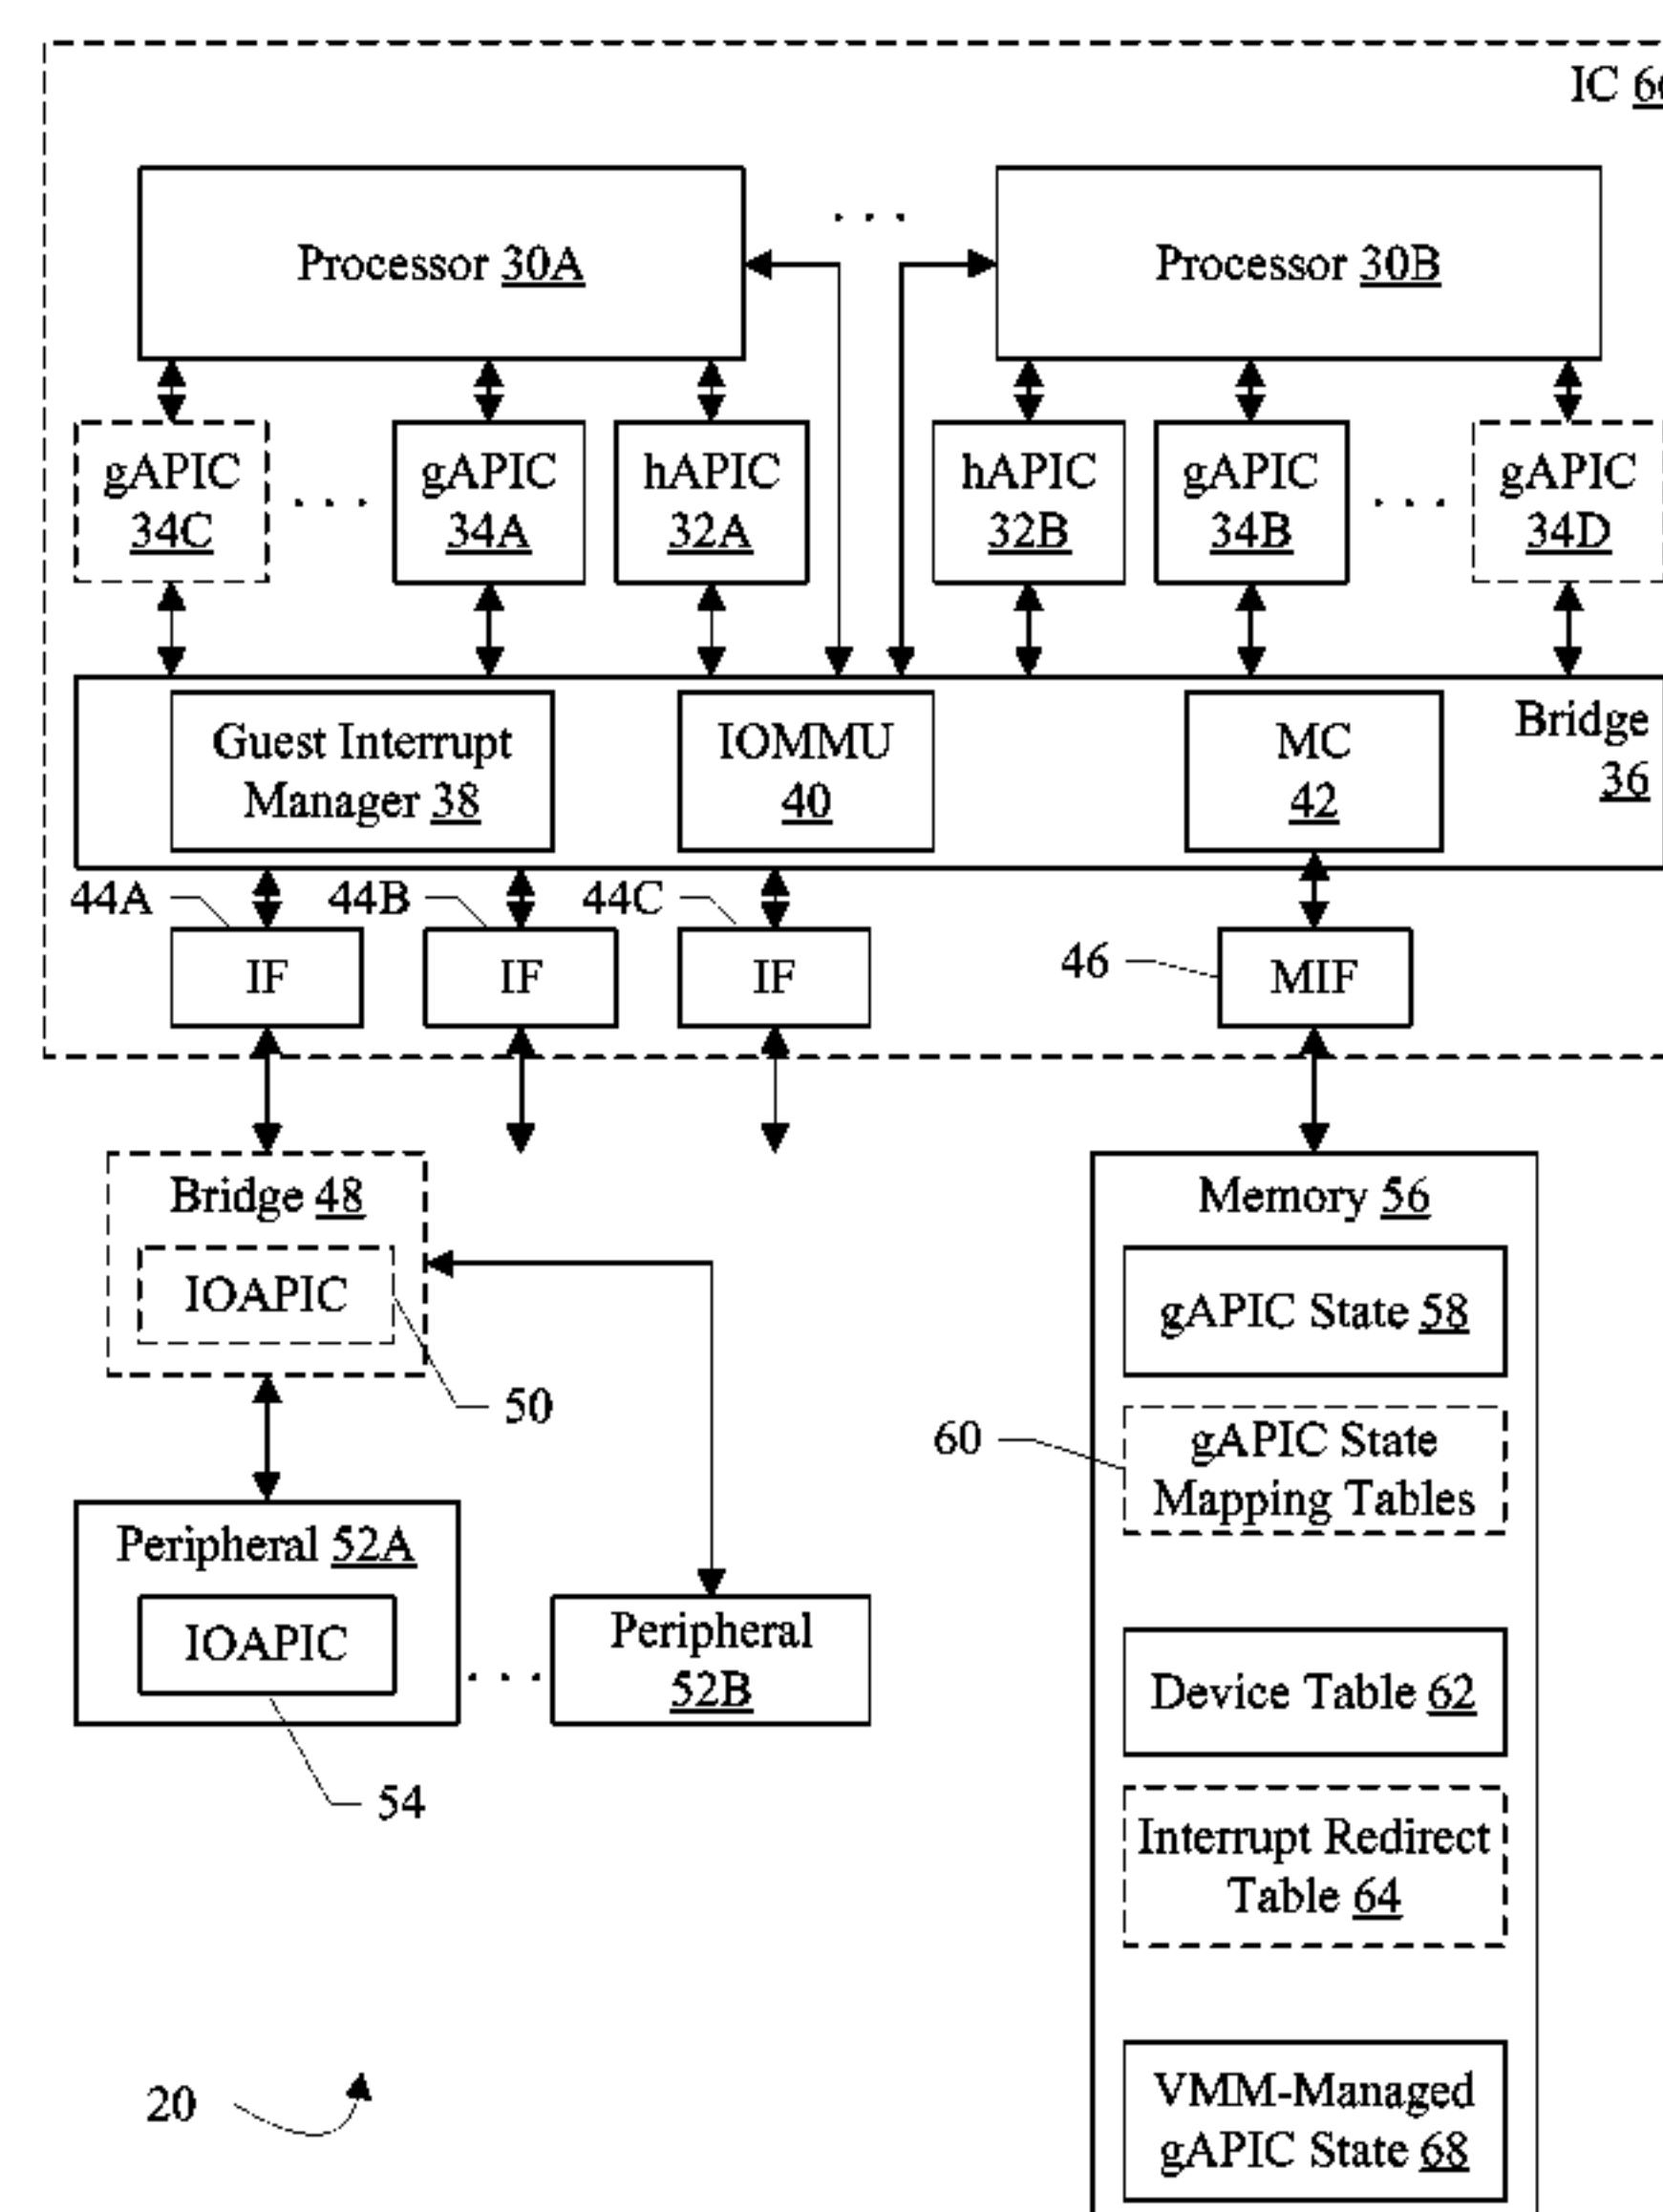 IC 66
Processor 30A
. . .
Processor 30B
gAPIC
34C
. . .
gAPIC
34A
hAPIC
32A
hAPIC
32B
gAPIC
34B
. . .
gAPIC
34D
Guest Interrupt
Manager 38
IOMMU
40
MC
42
Bridge
36
44A
44B
44C
IF
IF
IF
46
MIF
Bridge 48
IOAPIC
50
Memory 56
gAPIC State 58
60
gAPIC State
Mapping Tables
Peripheral 52A
IOAPIC
54
. . .
Peripheral
52B
Device Table 62
Interrupt Redirect
Table 64
VMM-Managed
gAPIC State 68
20